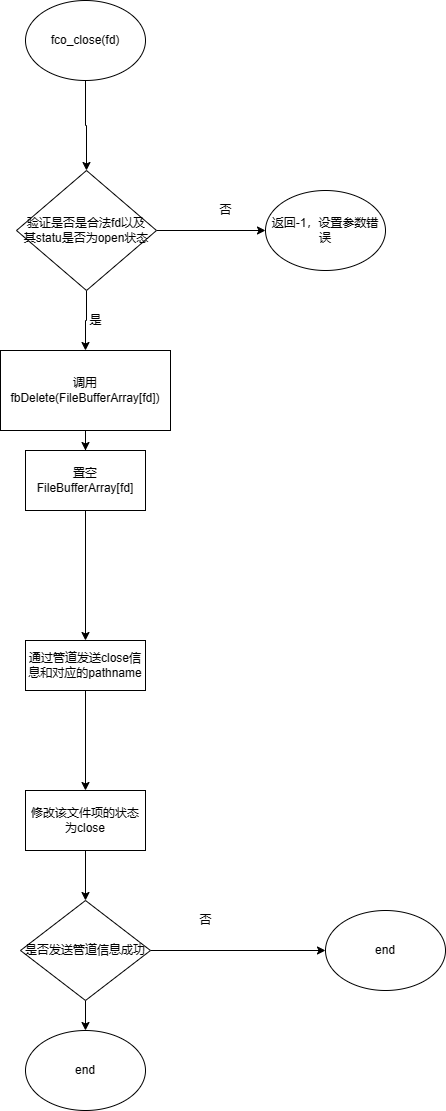 fco_close(fd)
验证是否是合法fd以及
其statu是否为open状态
否
返回-1，设置参数错
误
是
调用
fbDelete(FileBufferArray[fd])
置空
FileBufferArray[fd]
通过管道发送close信
息和对应的pathname
修改该文件项的状态
为close
否
是否发送管道信息成功
end
end